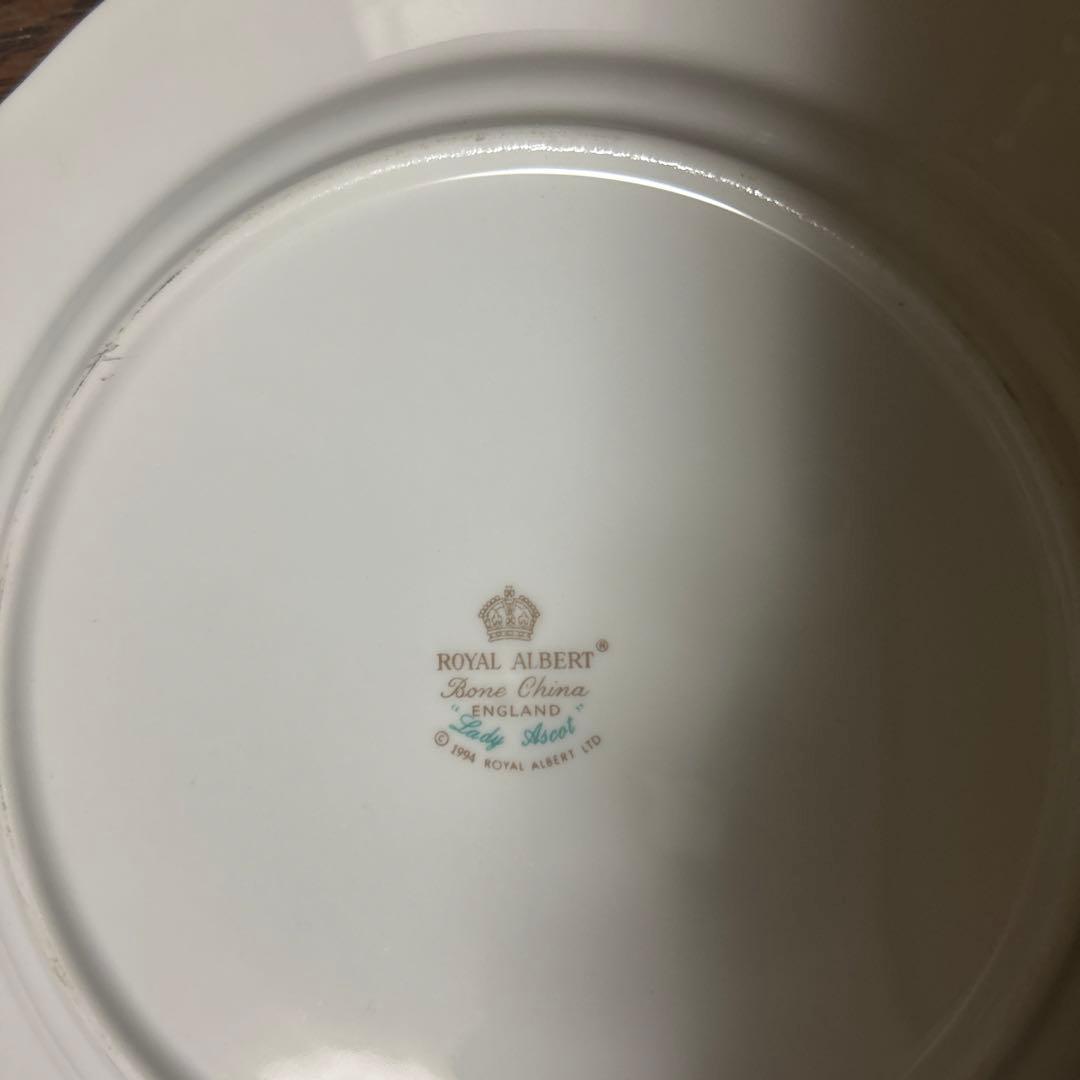 ROYAL ALBERT®
Bone China
ENGLAND
"Lady Ascot"
© 1994 ROYAL ALBERT LTD